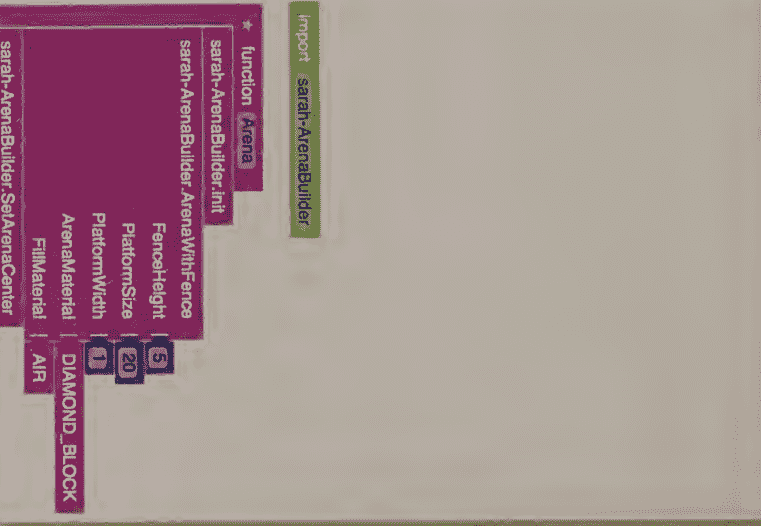 Import sarah-ArenaBuilder
function Arena
sarah-ArenaBuilder.init
sarah-ArenaBuilder.ArenaWithFence
FenceHeight 5
PlatformSize 20
PlatformWidth 1
ArenaMaterial DIAMOND_BLOCK
FillMaterial AIR
sarah-ArenaBuilder.SetArenaCenter